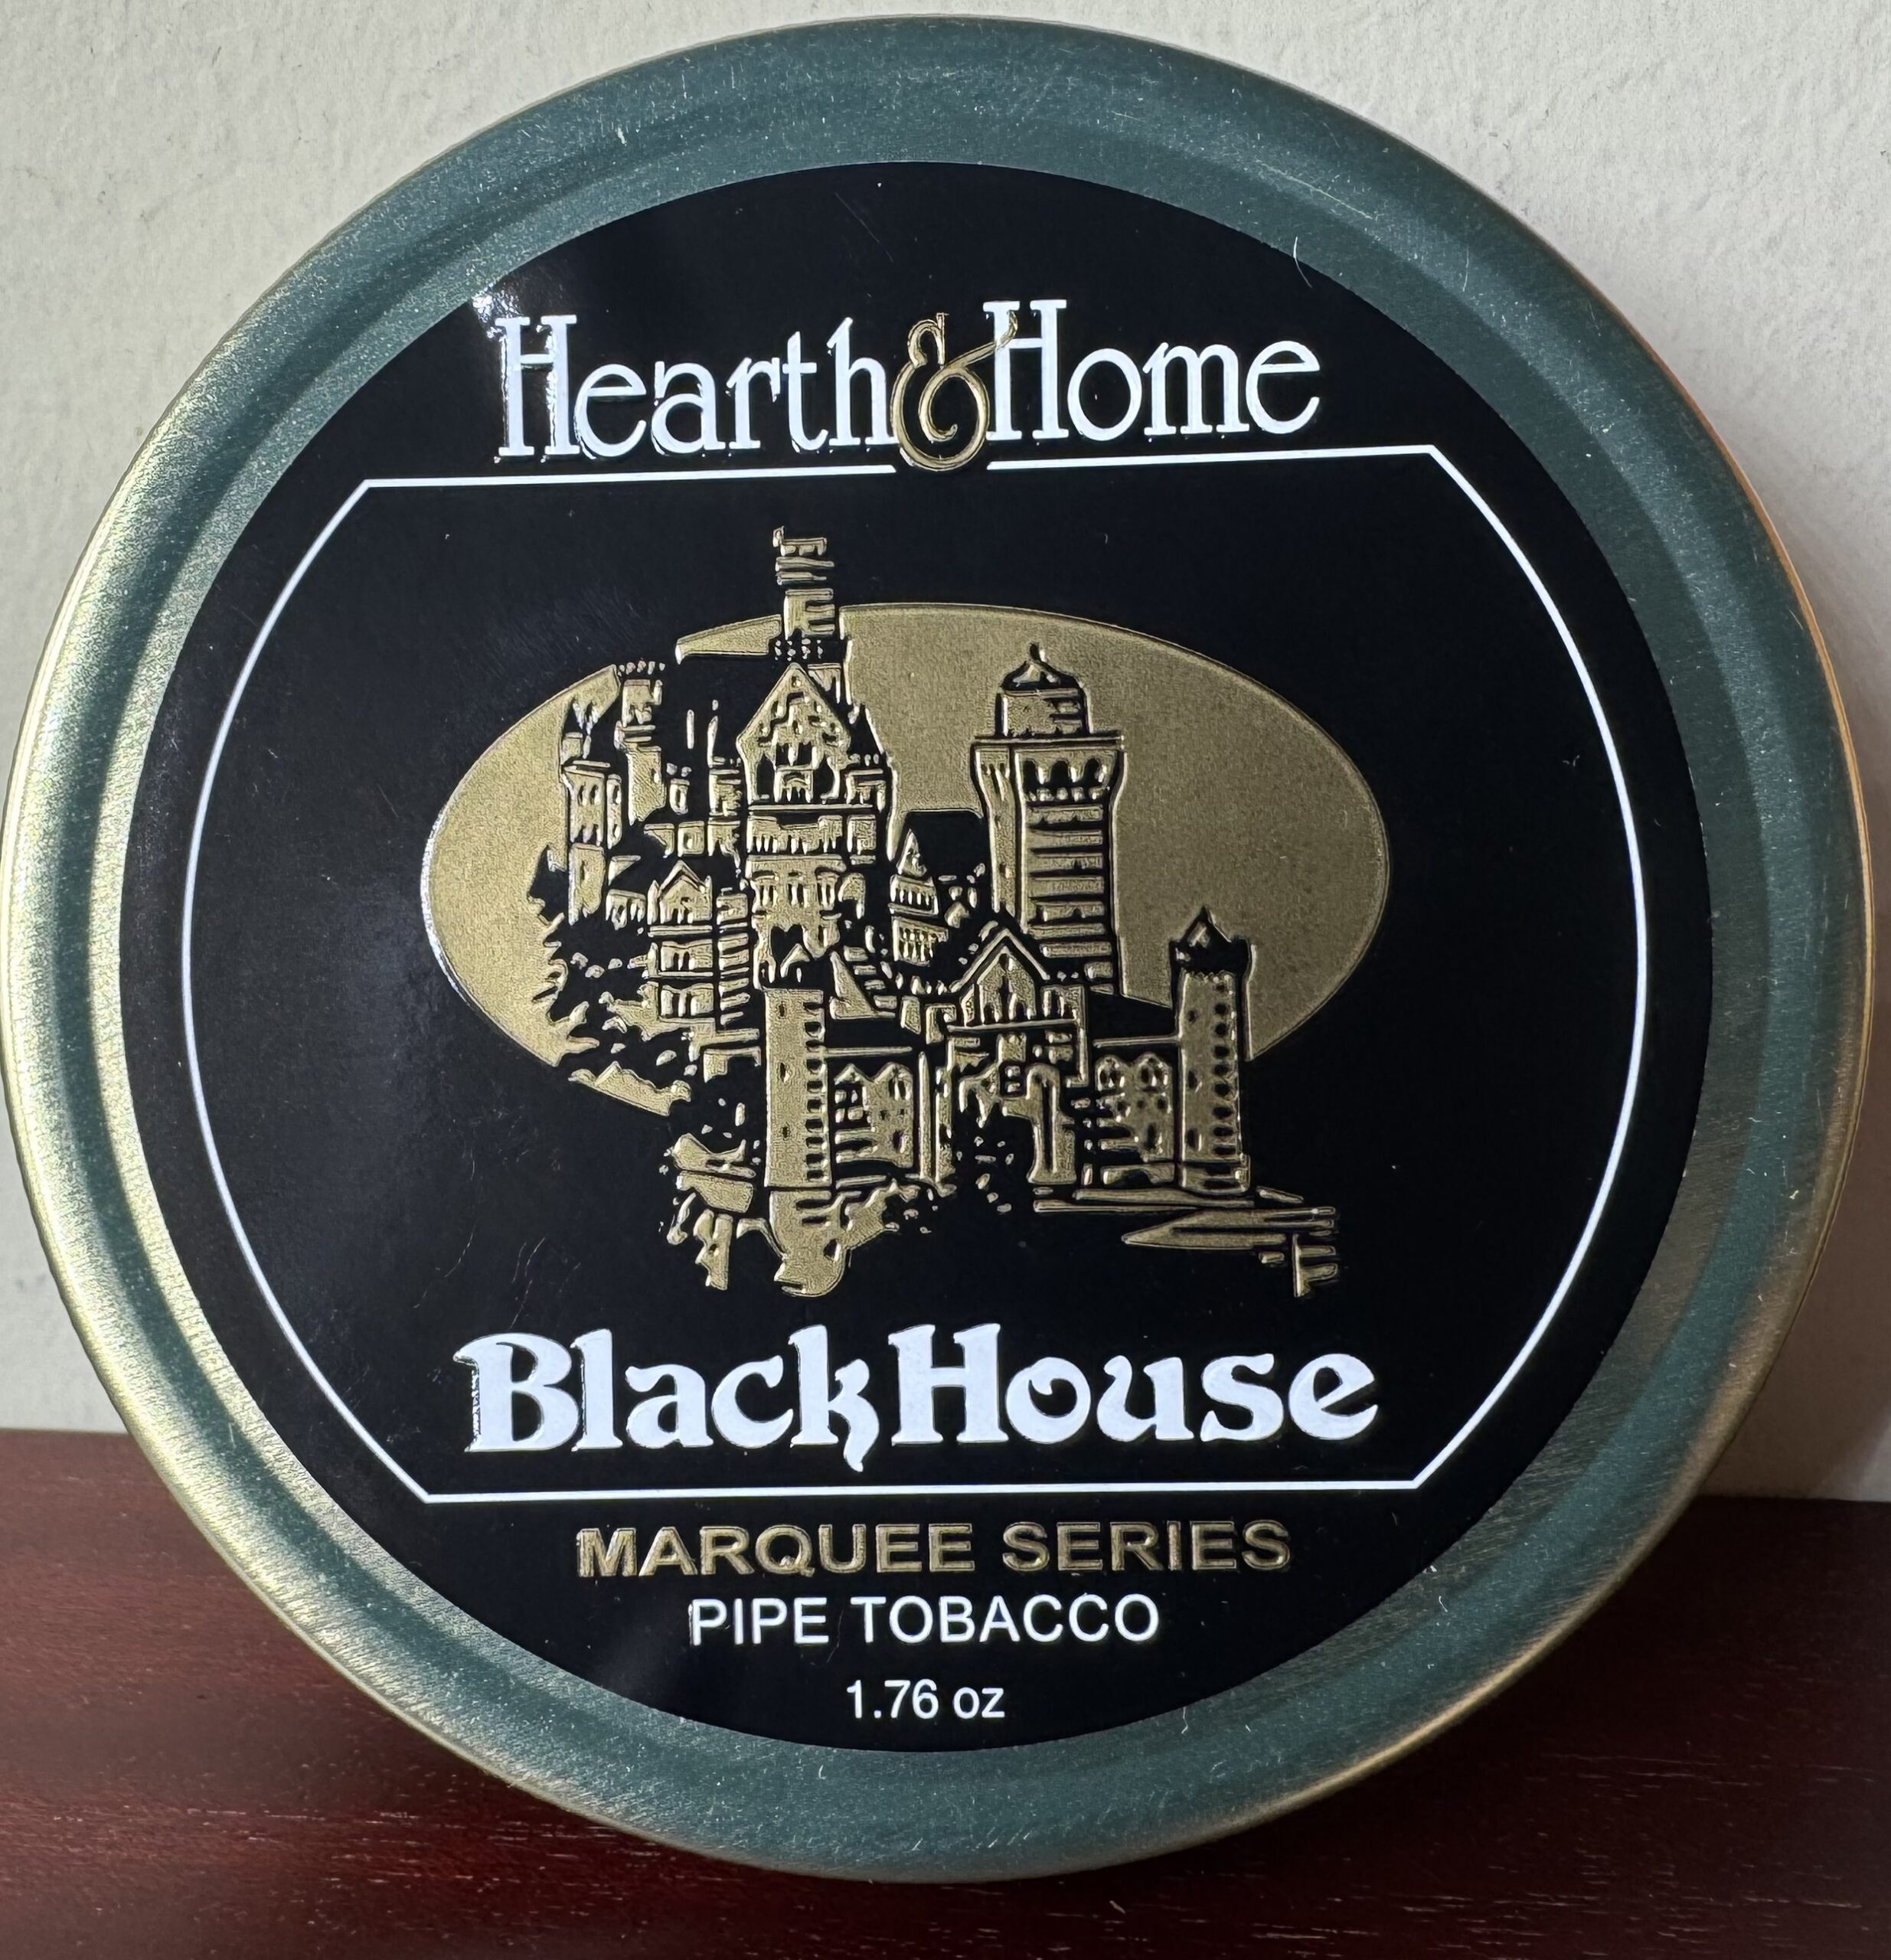 Hearth & Home
BlackHouse
MARQUEE SERIES
PIPE TOBACCO
1.76 oz